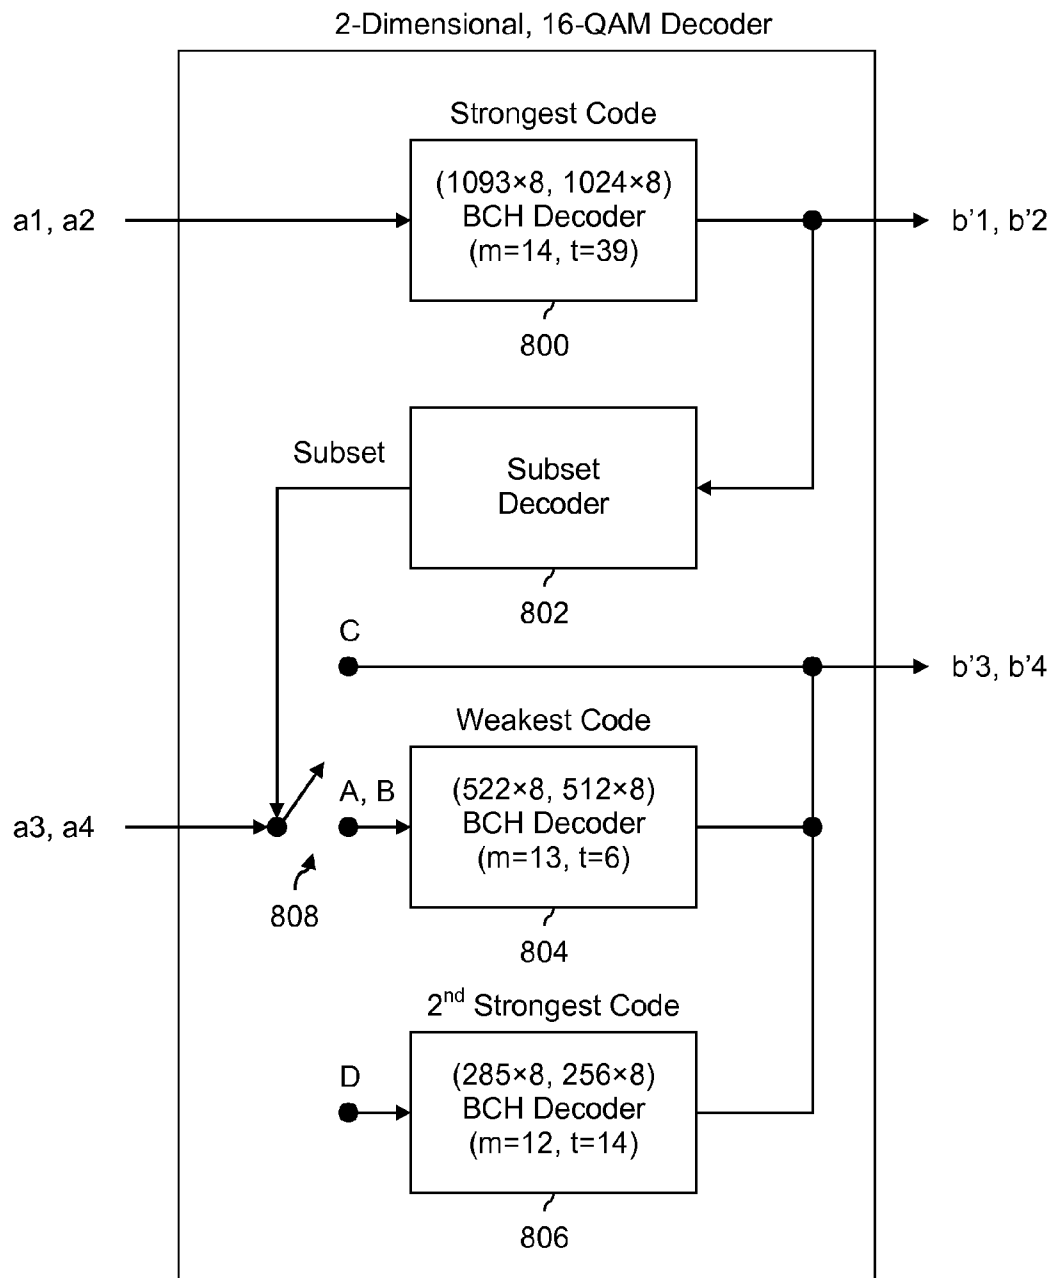 2-Dimensional, 16-QAM Decoder
Strongest Code
(1093×8, 1024×8)
BCH Decoder
(m=14, t=39)
a1, a2
b'1, b'2
800
Subset
Subset
Decoder
802
C
b'3, b'4
Weakest Code
A, B
(522×8, 512×8)
BCH Decoder
(m=13, t=6)
a3, a4
808
804
2nd Strongest Code
D
(285×8, 256×8)
BCH Decoder
(m=12, t=14)
806